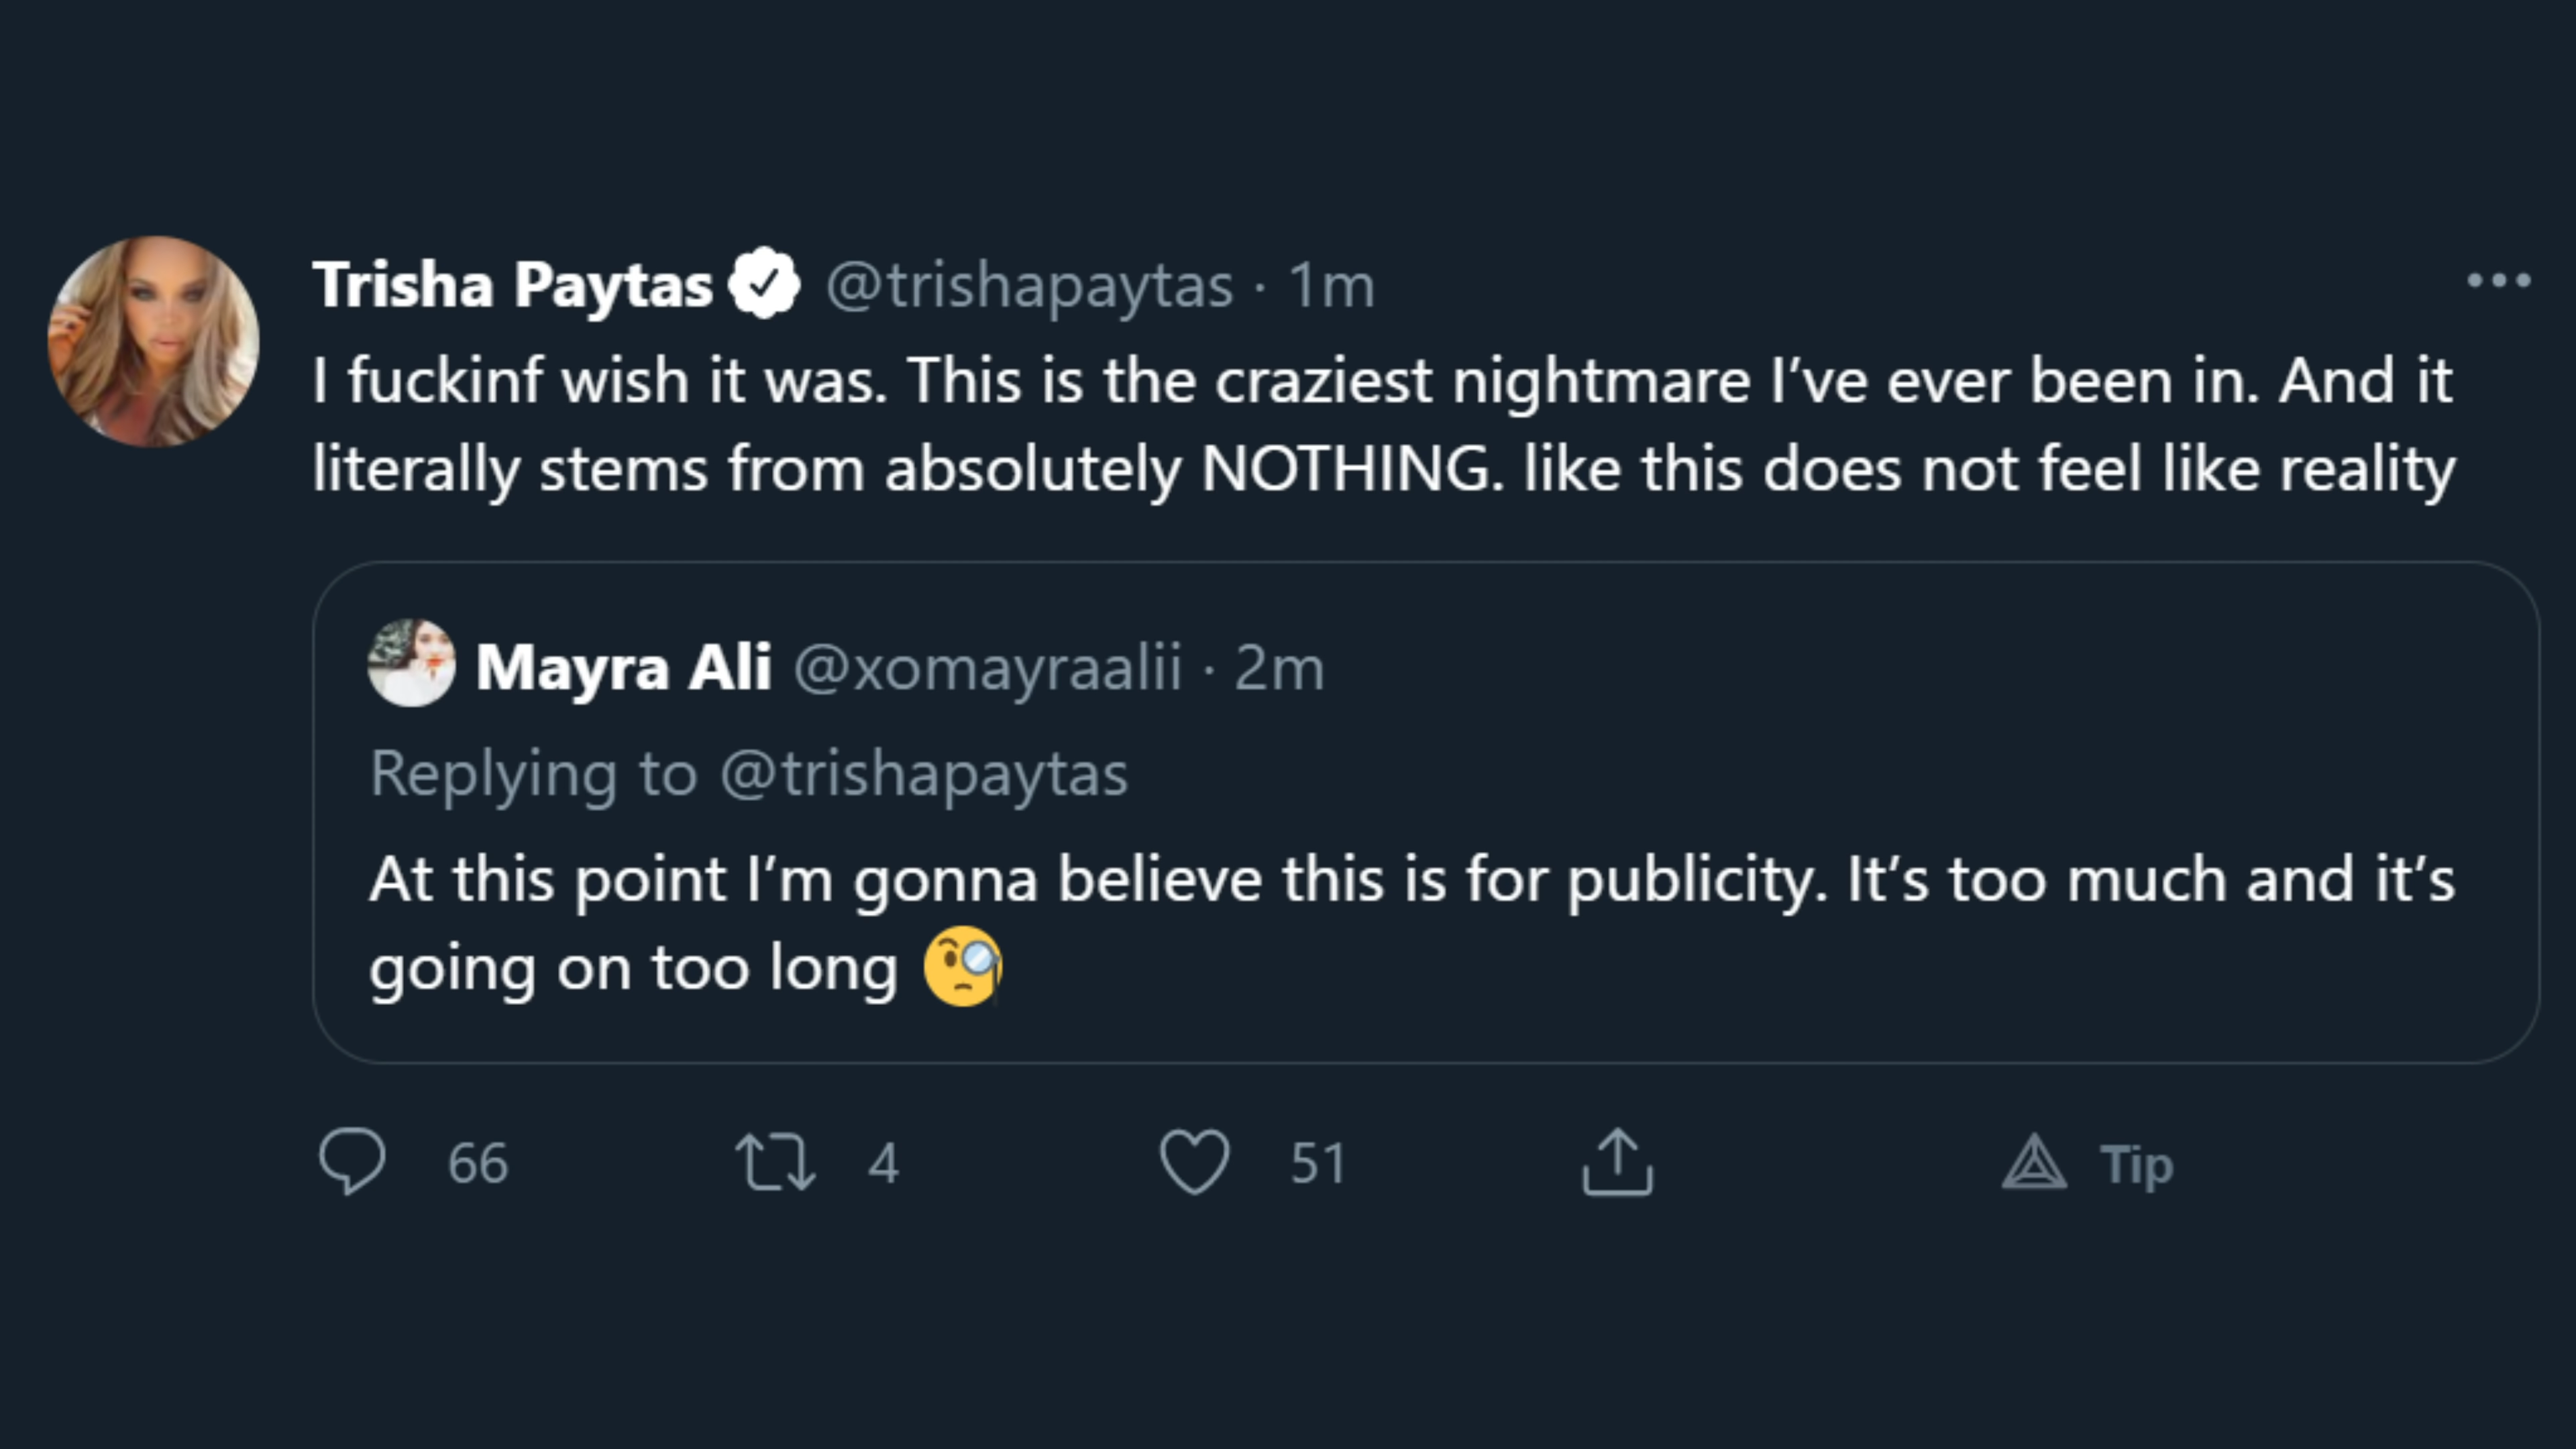 Trisha Paytas @trishapaytas · 1m
I fuckinf wish it was. This is the craziest nightmare I’ve ever been in. And it
literally stems from absolutely NOTHING. like this does not feel like reality
Mayra Ali @xomayraalii · 2m
Replying to @trishapaytas
At this point I’m gonna believe this is for publicity. It’s too much and it’s
going on too long 🧐
66 4 51 Tip